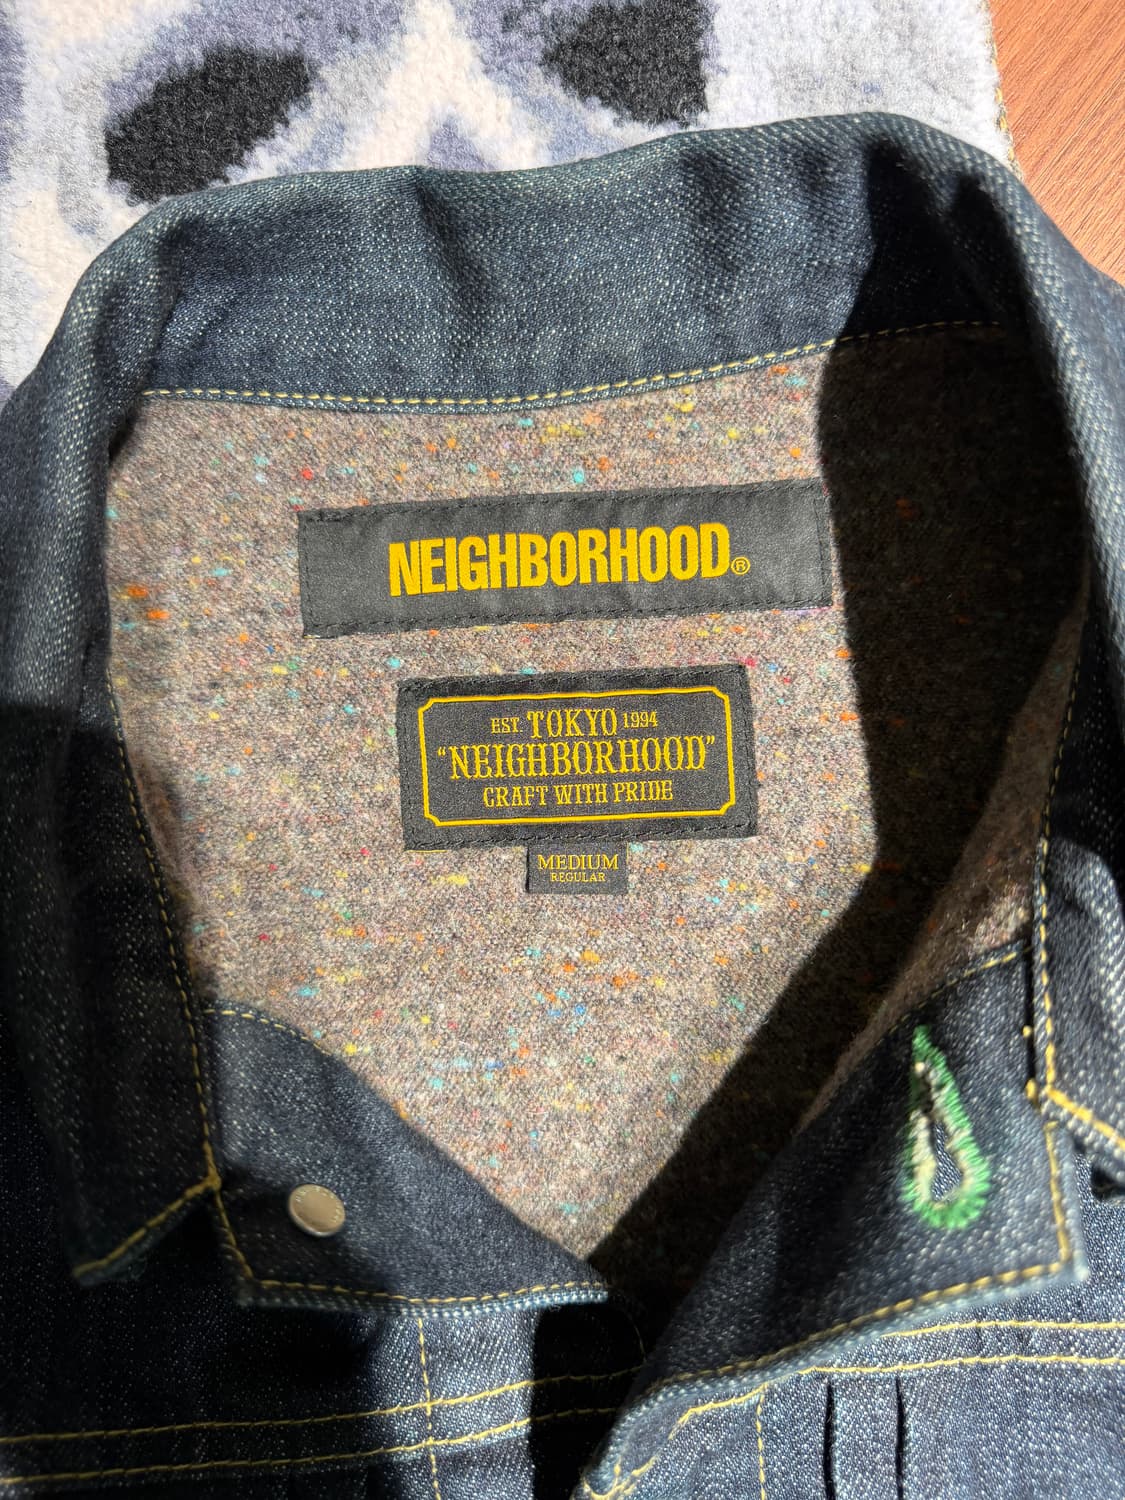 NEIGHBORHOOD®
EST. TOKYO 1994
"NEIGHBORHOOD"
CRAFT WITH PRIDE
MEDIUM
REGULAR